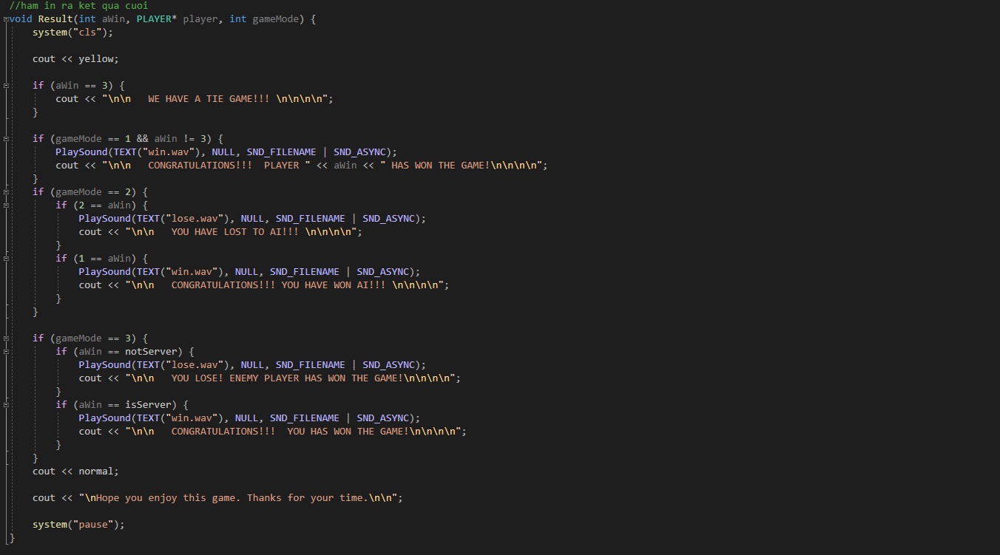 //ham in ra ket qua cuoi
void Result(int aWin, PLAYER* player, int gameMode) {
    system("cls");

    cout << yellow;

    if (aWin == 3) {
        cout << "\n\n   WE HAVE A TIE GAME!!! \n\n\n\n";
    }

    if (gameMode == 1 && aWin != 3) {
        PlaySound(TEXT("win.wav"), NULL, SND_FILENAME | SND_ASYNC);
        cout << "\n\n   CONGRATULATIONS!!!  PLAYER " << aWin << " HAS WON THE GAME!\n\n\n\n";
    }
    if (gameMode == 2) {
        if (2 == aWin) {
            PlaySound(TEXT("lose.wav"), NULL, SND_FILENAME | SND_ASYNC);
            cout << "\n\n   YOU HAVE LOST TO AI!!! \n\n\n\n";
        }
        if (1 == aWin) {
            PlaySound(TEXT("win.wav"), NULL, SND_FILENAME | SND_ASYNC);
            cout << "\n\n   CONGRATULATIONS!!! YOU HAVE WON AI!!! \n\n\n\n";
        }
    }

    if (gameMode == 3) {
        if (aWin == notServer) {
            PlaySound(TEXT("lose.wav"), NULL, SND_FILENAME | SND_ASYNC);
            cout << "\n\n   YOU LOSE! ENEMY PLAYER HAS WON THE GAME!\n\n\n\n";
        }
        if (aWin == isServer) {
            PlaySound(TEXT("win.wav"), NULL, SND_FILENAME | SND_ASYNC);
            cout << "\n\n   CONGRATULATIONS!!!  YOU HAS WON THE GAME!\n\n\n\n";
        }
    }
    cout << normal;

    cout << "\nHope you enjoy this game. Thanks for your time.\n\n";

    system("pause");
}